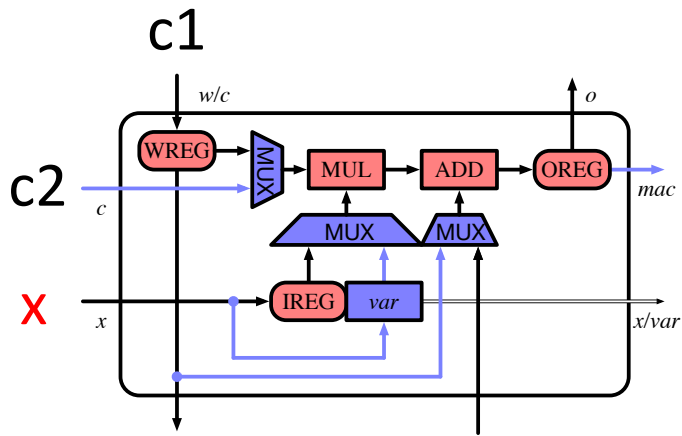 c1
w/c
o
WREG
MUX
MUL
ADD
OREG
c2
c
mac
MUX
MUX
x
x
IREG
var
x/var